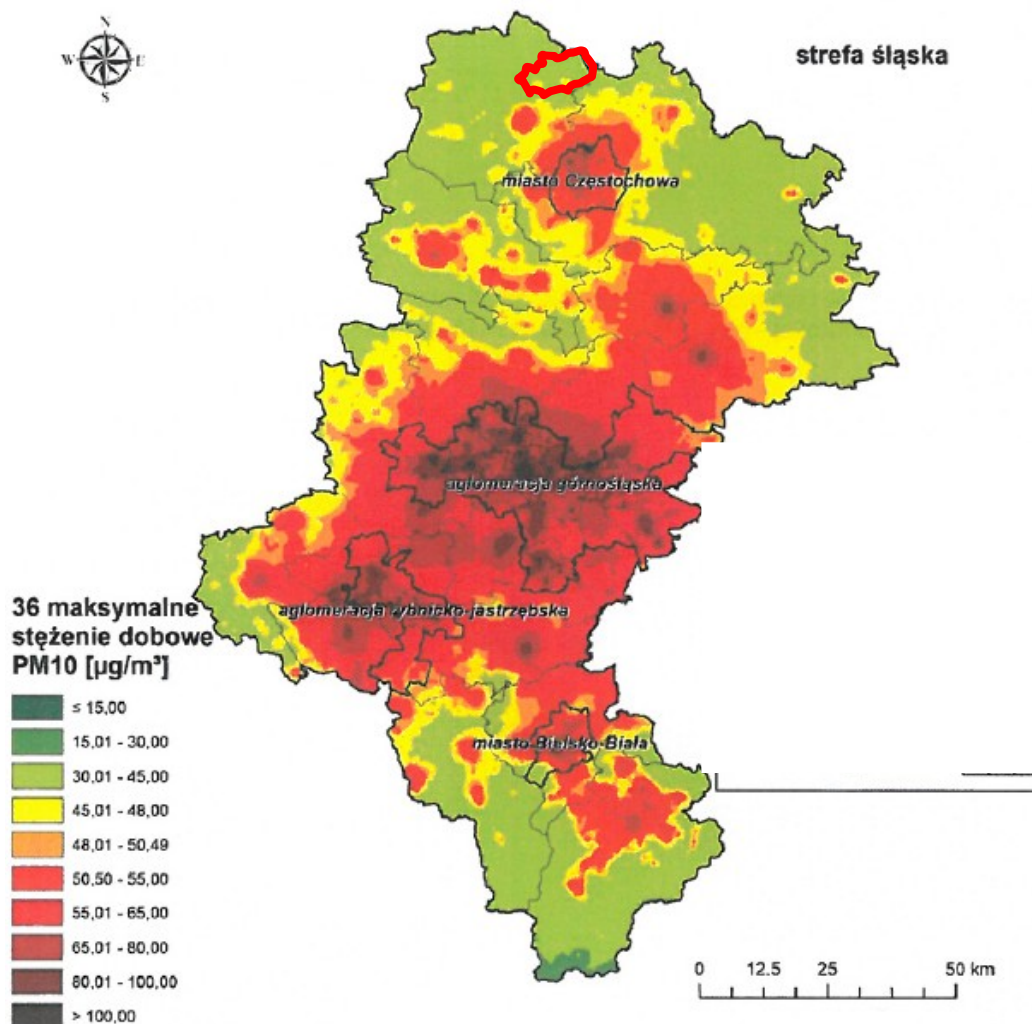 N
W E
S
strefa śląska
miasto Częstochowa
aglomeracja górnośląska
aglomeracja rybnicko-jastrzębska
miasto Bielsko-Biała
36 maksymalne
stężenie dobowe
PM10 [µg/m³]
≤ 15,00
15,01 - 30,00
30,01 - 45,00
45,01 - 48,00
48,01 - 50,49
50,50 - 55,00
55,01 - 65,00
65,01 - 80,00
80,01 - 100,00
> 100,00
0 12.5 25 50 km